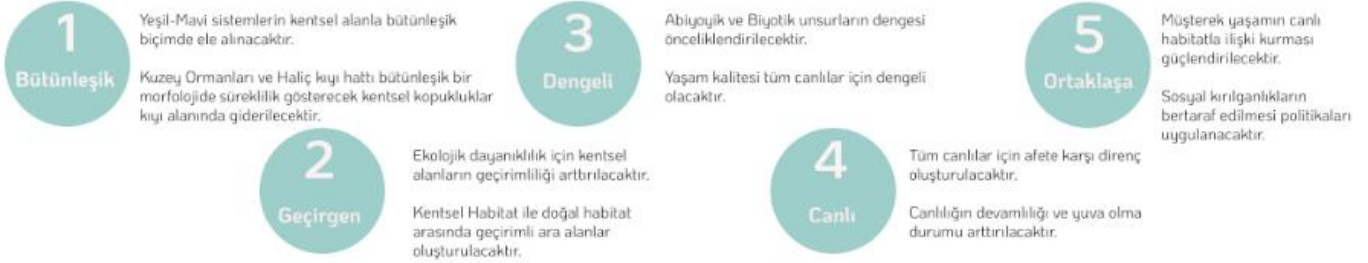 1
Bütünleşik
Yeşil-Mavi sistemlerin kentsel alanla bütünleşik
biçimde ele alınacaktır.
Kuzey Ormanları ve Haliç kıyı hattı bütünleşik bir
morfolojide süreklilik gösterecek kentsel kopukluklar
kıyı alanında giderilecektir.
2
Geçirgen
Ekolojik dayanıklılık için kentsel
alanların geçirimliliği arttırılacaktır.
Kentsel Habitat ile doğal habitat
arasında geçirimli ara alanlar
oluşturulacaktır.
3
Dengeli
Abiyoyik ve Biyotik unsurların dengesi
önceliklendirilecektir.
Yaşam kalitesi tüm canlılar için dengeli
olacaktır.
4
Canlı
Tüm canlılar için afete karşı direnç
oluşturulacaktır.
Canlılığın devamlılığı ve yuva olma
durumu arttırılacaktır.
5
Ortaklaşa
Müşterek yaşamın canlı
habitatla ilişki kurması
güçlendirilecektir.
Sosyal kırılganlıkların
bertaraf edilmesi politikaları
uygulanacaktır.